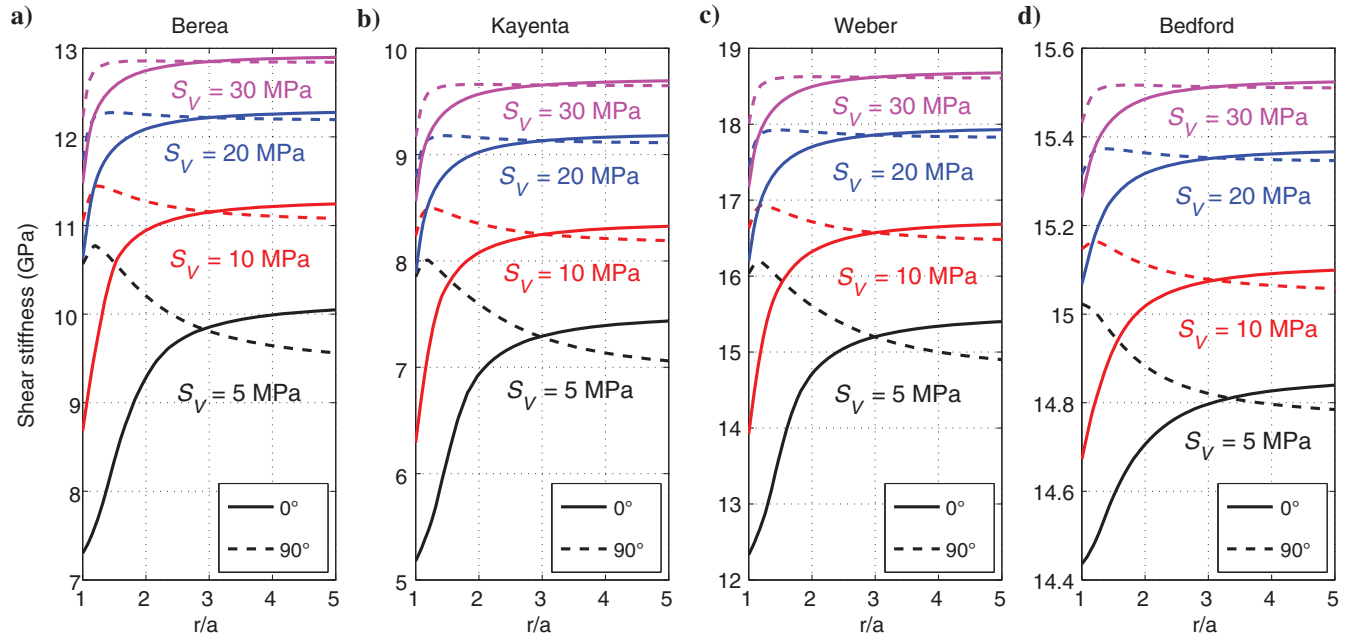 a) Berea
Shear stiffness (GPa)
13
12
11
10
9
8
7
S_V = 30 MPa
S_V = 20 MPa
S_V = 10 MPa
S_V = 5 MPa
0°
90°
1 2 3 4 5
r/a
b) Kayenta
10
9
8
7
6
5
S_V = 30 MPa
S_V = 20 MPa
S_V = 10 MPa
S_V = 5 MPa
0°
90°
1 2 3 4 5
r/a
c) Weber
19
18
17
16
15
14
13
12
S_V = 30 MPa
S_V = 20 MPa
S_V = 10 MPa
S_V = 5 MPa
0°
90°
1 2 3 4 5
r/a
d) Bedford
15.6
15.4
15.2
15
14.8
14.6
14.4
S_V = 30 MPa
S_V = 20 MPa
S_V = 10 MPa
S_V = 5 MPa
0°
90°
1 2 3 4 5
r/a